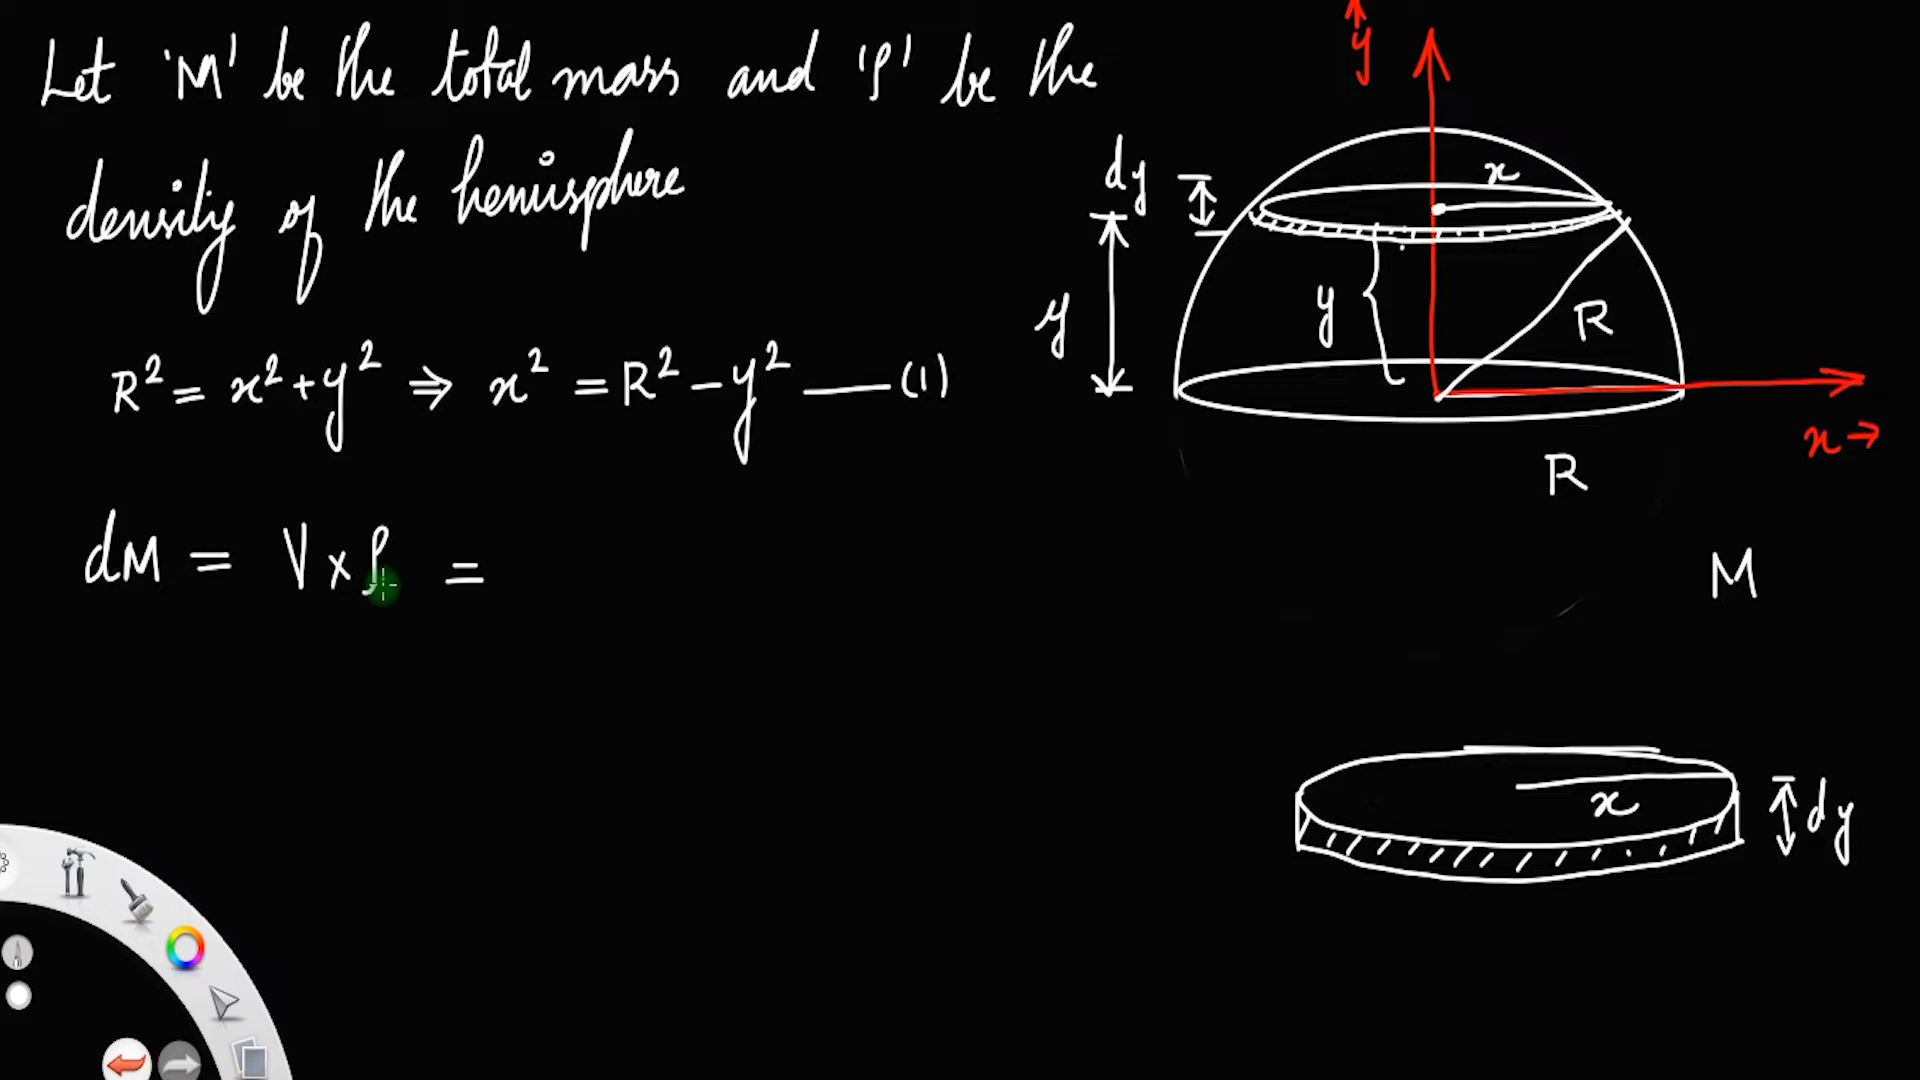 Let 'M' be the total mass and 'ρ' be the
density of the hemisphere
R² = x² + y² ⇒ x² = R² − y² —— (1)
dM = V × ρ =
y
x
dy
y
y
R
x →
R
M
x
dy